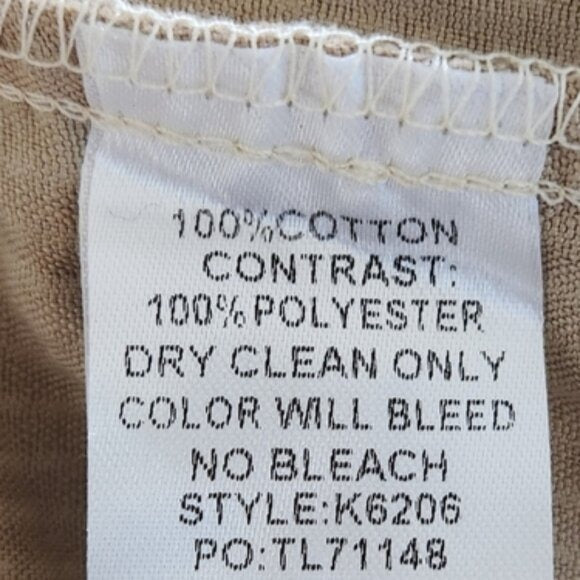 100%COTTON
CONTRAST:
100%POLYESTER
DRY CLEAN ONLY
COLOR WILL BLEED
NO BLEACH
STYLE:K6206
PO:TL71148